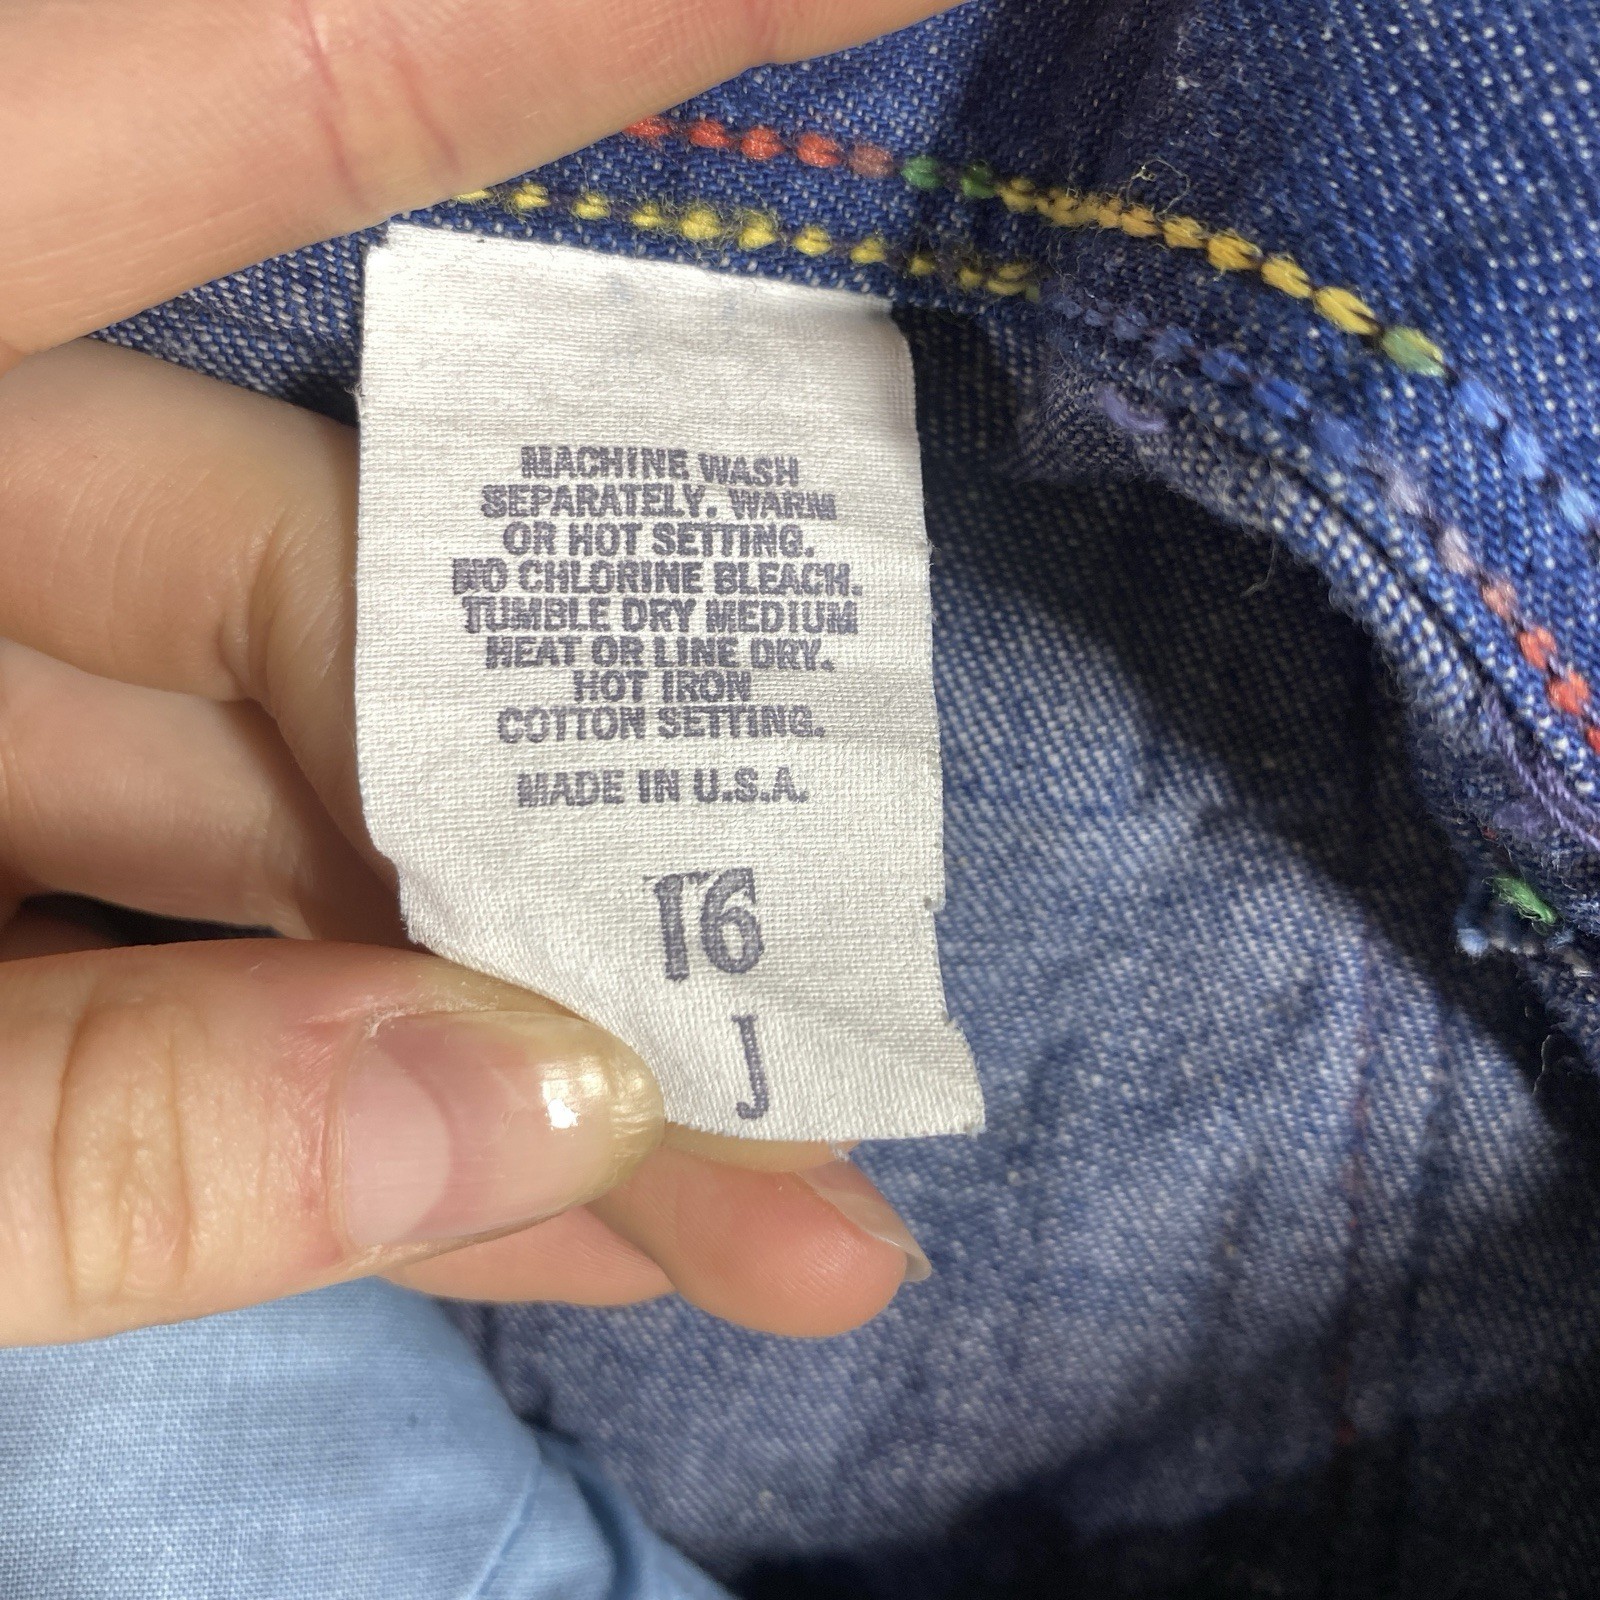 MACHINE WASH
SEPARATELY. WARM
OR HOT SETTING.
NO CHLORINE BLEACH.
TUMBLE DRY MEDIUM
HEAT OR LINE DRY.
HOT IRON
COTTON SETTING.
MADE IN U.S.A.
16
J